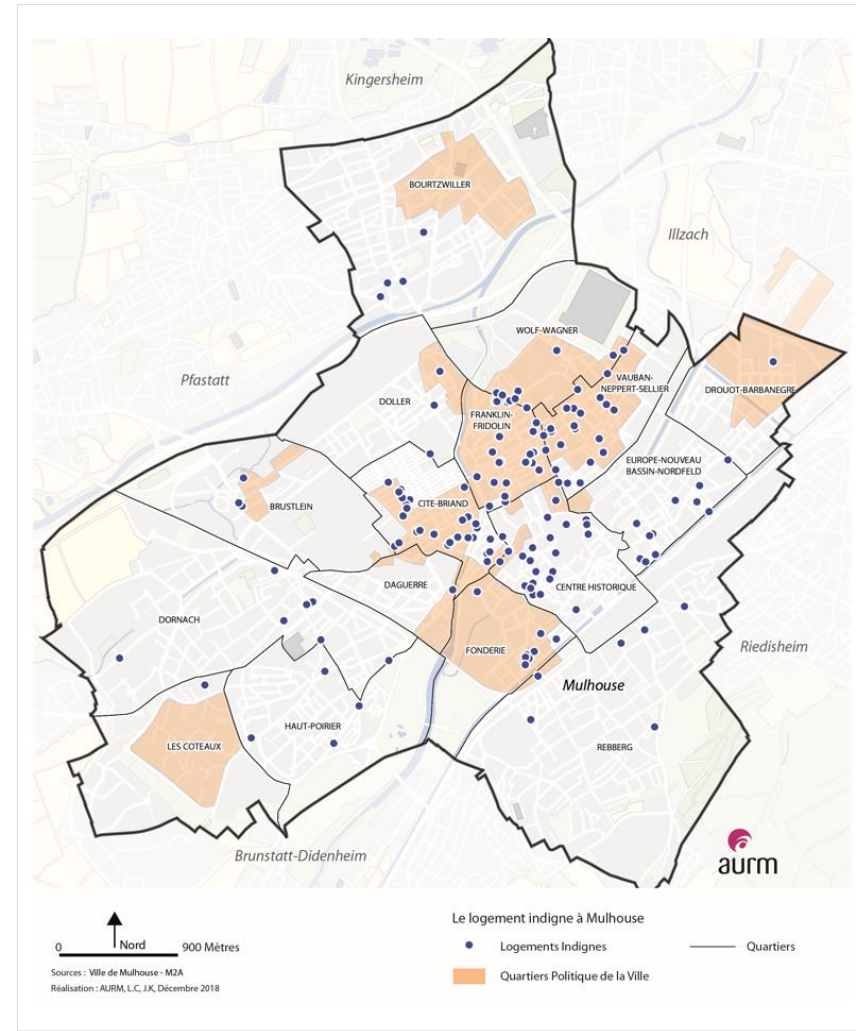 Kingersheim
BOURTZWILLER
Illzach
WOLF-WAGNER
Pfastatt
VAUBAN-
NEPPERT-SELLIER
DROUOT-BARBANEGRE
DOLLER
FRANKLIN-
FRIDOLIN
EUROPE-NOUVEAU
BASSIN-NORDFELD
BRUSTLEIN
CITE-BRIAND
DAGUERRE
CENTRE HISTORIQUE
DORNACH
FONDERIE
Riedisheim
Mulhouse
HAUT-POIRIER
LES COTEAUX
REBBERG
Brunstatt-Didenheim
aurm
Le logement indigne à Mulhouse
Logements Indignes
Quartiers
Quartiers Politique de la Ville
Nord
0 900 Mètres
Sources : Ville de Mulhouse - M2A
Réalisation : AURM, L.C, J.K, Décembre 2018